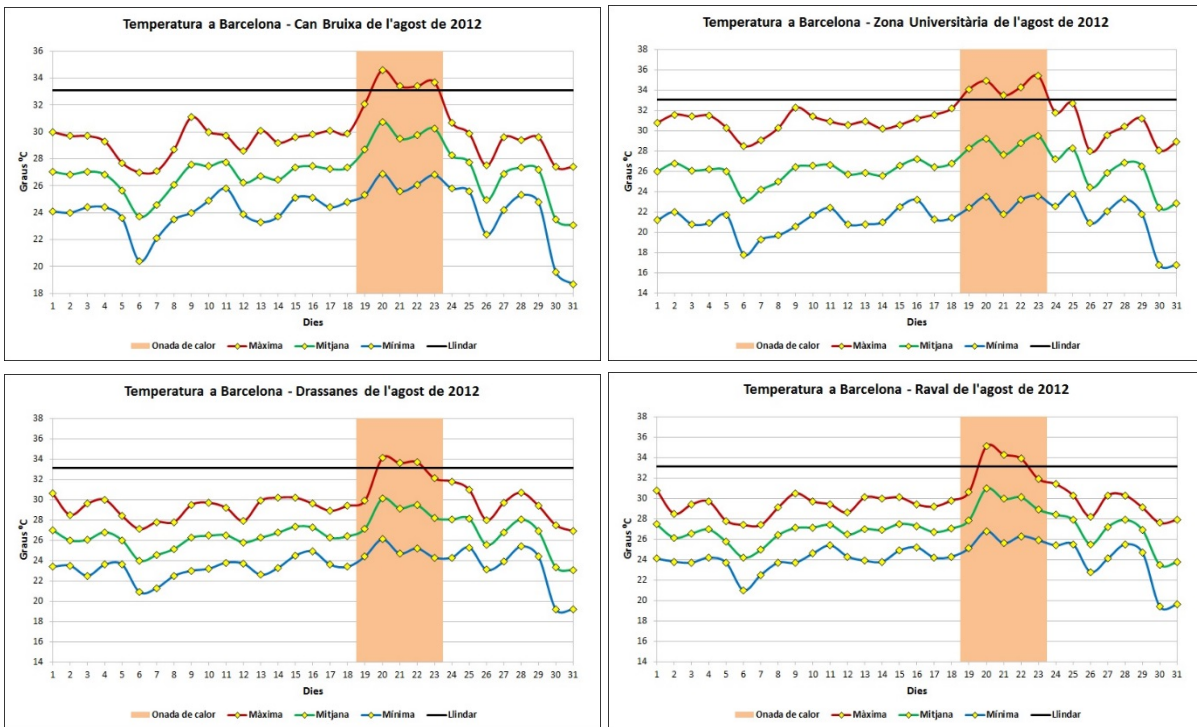 Temperatura a Barcelona - Can Bruixa de l'agost de 2012
36
34
32
30
28
26
24
22
20
18
Graus ºC
1 2 3 4 5 6 7 8 9 10 11 12 13 14 15 16 17 18 19 20 21 22 23 24 25 26 27 28 29 30 31
Dies
Onada de calor Màxima Mitjana Mínima Llindar
Temperatura a Barcelona - Zona Universitària de l'agost de 2012
38
36
34
32
30
28
26
24
22
20
18
16
14
Graus ºC
1 2 3 4 5 6 7 8 9 10 11 12 13 14 15 16 17 18 19 20 21 22 23 24 25 26 27 28 29 30 31
Dies
Onada de calor Màxima Mitjana Mínima Llindar
Temperatura a Barcelona - Drassanes de l'agost de 2012
38
36
34
32
30
28
26
24
22
20
18
16
14
Graus ºC
1 2 3 4 5 6 7 8 9 10 11 12 13 14 15 16 17 18 19 20 21 22 23 24 25 26 27 28 29 30 31
Dies
Onada de calor Màxima Mitjana Mínima Llindar
Temperatura a Barcelona - Raval de l'agost de 2012
38
36
34
32
30
28
26
24
22
20
18
16
14
Graus ºC
1 2 3 4 5 6 7 8 9 10 11 12 13 14 15 16 17 18 19 20 21 22 23 24 25 26 27 28 29 30 31
Dies
Onada de calor Màxima Mitjana Mínima Llindar